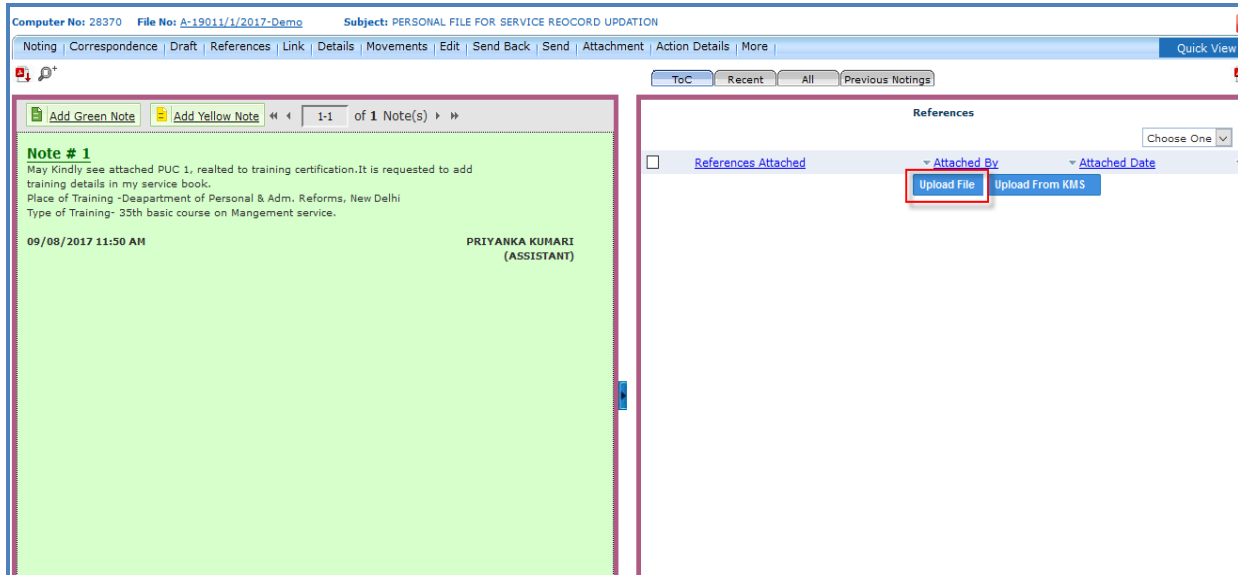 Computer No: 28370 File No: A-19011/1/2017-Demo Subject: PERSONAL FILE FOR SERVICE REOCORD UPDATION
Noting | Correspondence | Draft | References | Link | Details | Movements | Edit | Send Back | Send | Attachment | Action Details | More | Quick View
ToC Recent All Previous Notings
Add Green Note Add Yellow Note 1-1 of 1 Note(s)
Note # 1
May Kindly see attached PUC 1, realted to training certification.It is requested to add
training details in my service book.
Place of Training -Deapartment of Personal & Adm. Reforms, New Delhi
Type of Training- 35th basic course on Mangement service.
09/08/2017 11:50 AM PRIYANKA KUMARI
(ASSISTANT)
References
Choose One
References Attached Attached By Attached Date
Upload File Upload From KMS